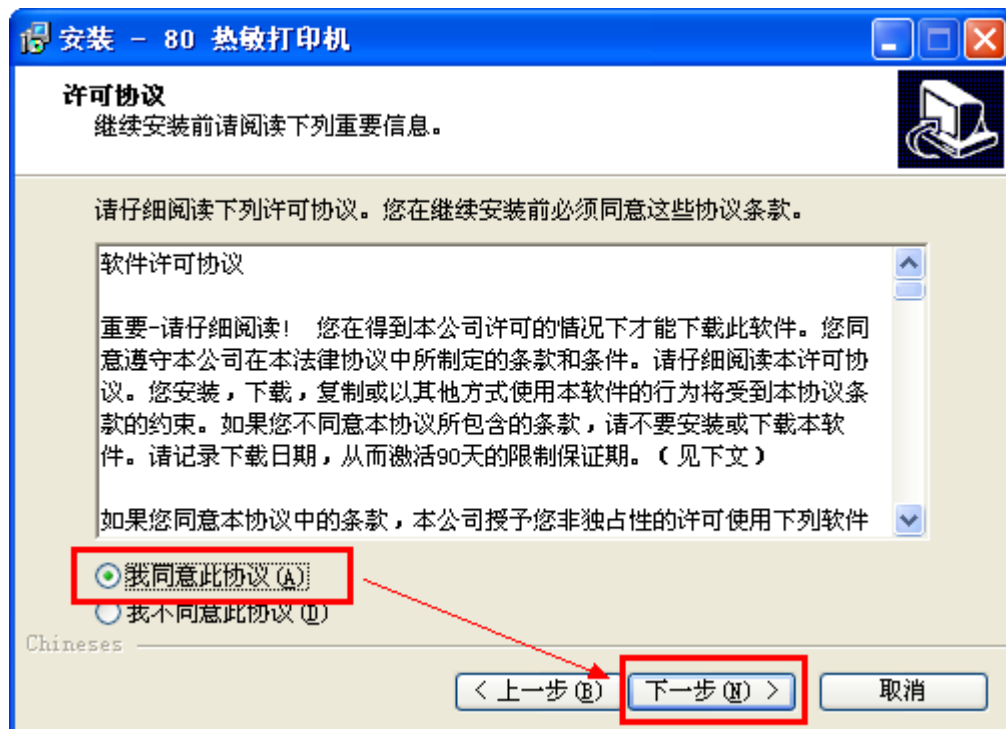 安装 - 80 热敏打印机
许可协议
继续安装前请阅读下列重要信息。
请仔细阅读下列许可协议。您在继续安装前必须同意这些协议条款。
软件许可协议
重要-请仔细阅读! 您在得到本公司许可的情况下才能下载此软件。您同
意遵守本公司在本法律协议中所制定的条款和条件。请仔细阅读本许可协
议。您安装，下载，复制或以其他方式使用本软件的行为将受到本协议条
款的约束。如果您不同意本协议所包含的条款，请不要安装或下载本软
件。请记录下载日期，从而激活90天的限制保证期。(见下文)
如果您同意本协议中的条款，本公司授予您非独占性的许可使用下列软件
我同意此协议(A)
我不同意此协议(D)
Chineses
< 上一步(B)
下一步(N) >
取消